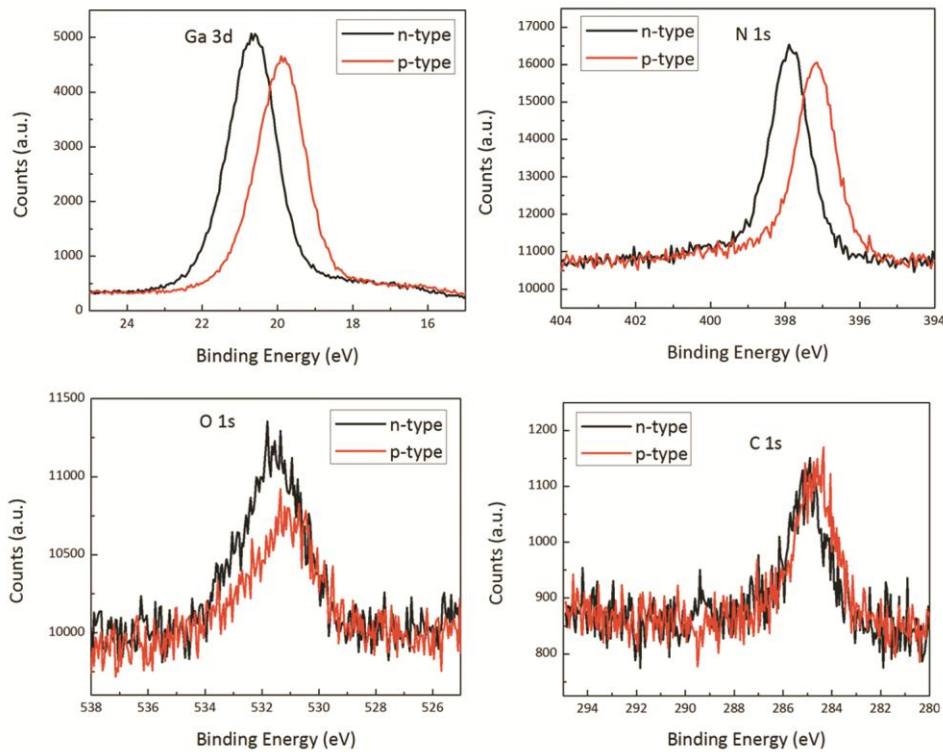 Ga 3d
n-type
p-type
5000
4000
3000
2000
1000
0
24
22
20
18
16
Counts (a.u.)
Binding Energy (eV)
N 1s
n-type
p-type
17000
16000
15000
14000
13000
12000
11000
10000
404
402
400
398
396
394
Counts (a.u.)
Binding Energy (eV)
O 1s
n-type
p-type
11500
11000
10500
10000
538
536
534
532
530
528
526
Counts (a.u.)
Binding Energy (eV)
C 1s
n-type
p-type
1200
1100
1000
900
800
294
292
290
288
286
284
282
280
Counts (a.u.)
Binding Energy (eV)